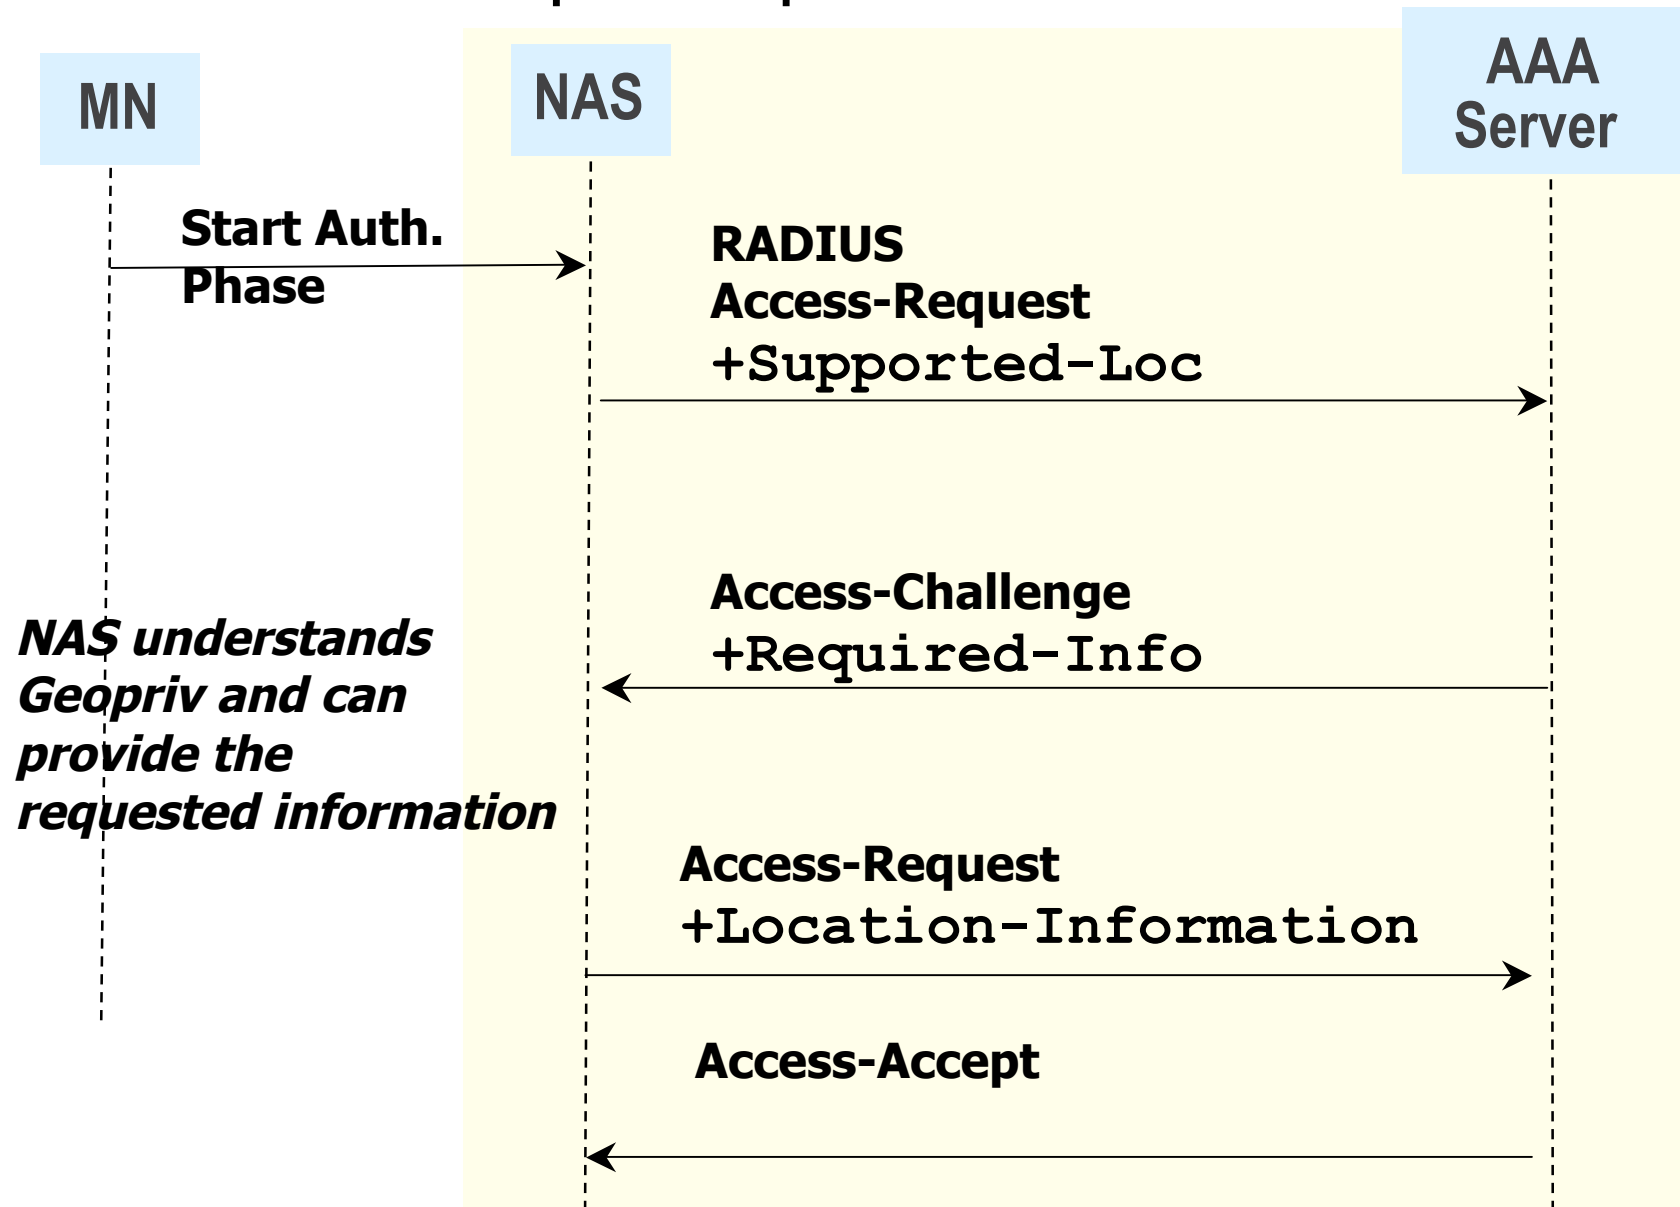 MN
NAS
AAA
Server
Start Auth.
Phase
RADIUS
Access-Request
+Supported-Loc
Access-Challenge
+Required-Info
NAS understands
Geopriv and can
provide the
requested information
Access-Request
+Location-Information
Access-Accept